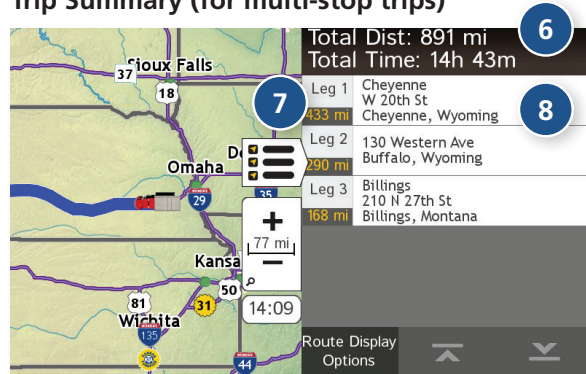 Trip Summary (for multi-stop trips)
Total Dist: 891 mi
Total Time: 14h 43m
6
7
8
Leg 1
433 mi
Cheyenne
W 20th St
Cheyenne, Wyoming
Leg 2
290 mi
130 Western Ave
Buffalo, Wyoming
Leg 3
168 mi
Billings
210 N 27th St
Billings, Montana
Sioux Falls
37
18
Omaha
29
35
+
77 mi
−
Kansa
50
81
31
14:09
Wichita
135
44
Route Display
Options